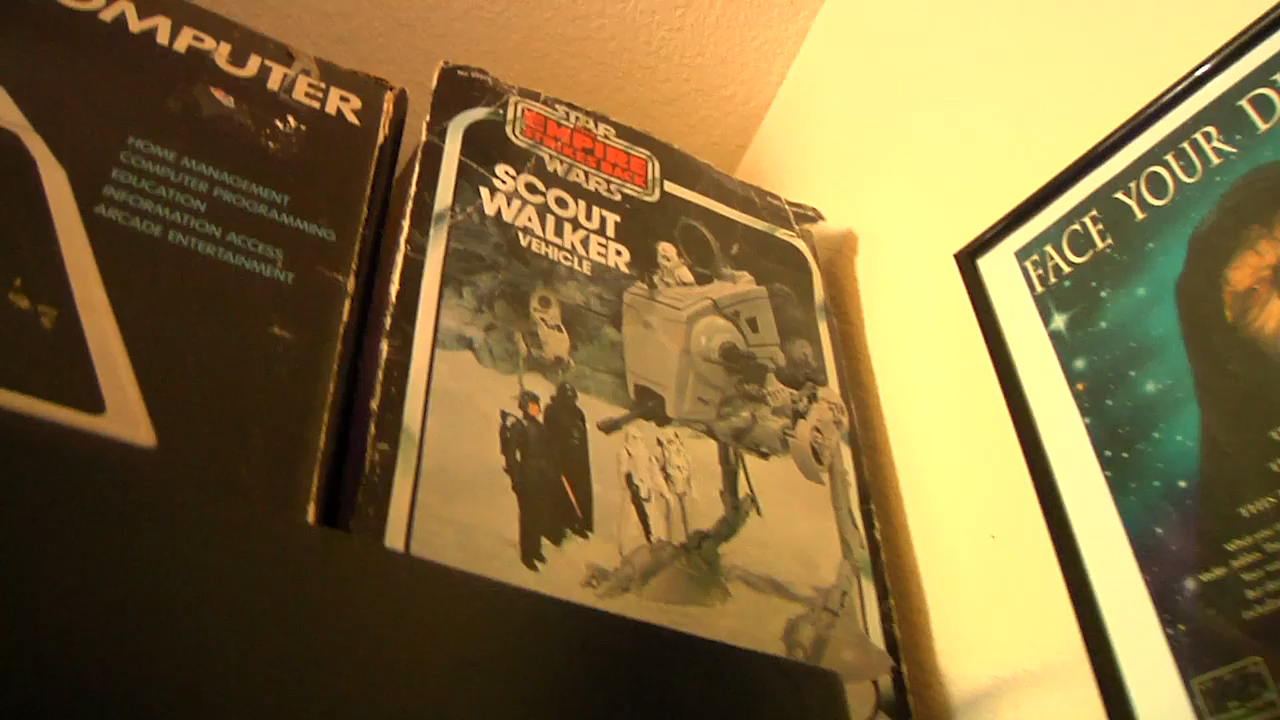 COMPUTER
HOME MANAGEMENT
COMPUTER PROGRAMMING
EDUCATION
INFORMATION ACCESS
ARCADE ENTERTAINMENT
STAR
EMPIRE
STRIKES BACK
WARS
SCOUT
WALKER
VEHICLE
FACE YOUR